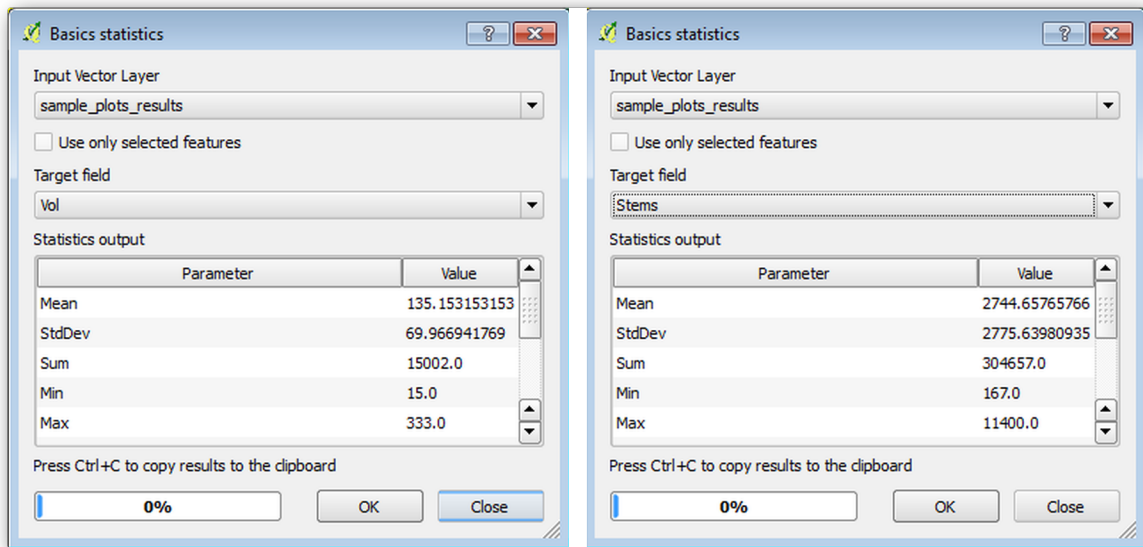 Basics statistics
Input Vector Layer
sample_plots_results
Use only selected features
Target field
Vol
Statistics output
Parameter Value
Mean 135.153153153
StdDev 69.966941769
Sum 15002.0
Min 15.0
Max 333.0
Press Ctrl+C to copy results to the clipboard
0% OK Close
Basics statistics
Input Vector Layer
sample_plots_results
Use only selected features
Target field
Stems
Statistics output
Parameter Value
Mean 2744.65765766
StdDev 2775.63980935
Sum 304657.0
Min 167.0
Max 11400.0
Press Ctrl+C to copy results to the clipboard
0% OK Close